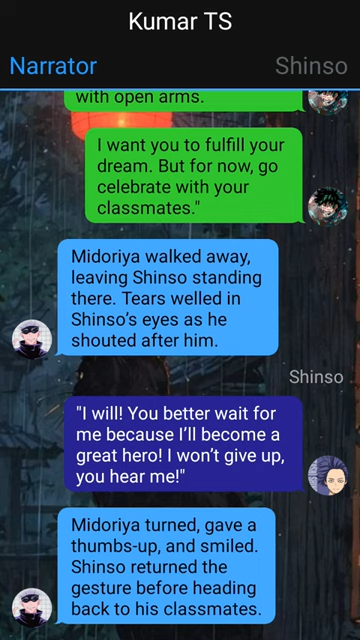 Kumar TS
Narrator
Shinso
with open arms.
I want you to fulfill your
dream. But for now, go
celebrate with your
classmates."
Midoriya walked away,
leaving Shinso standing
there. Tears welled in
Shinso’s eyes as he
shouted after him.
Shinso
"I will! You better wait for
me because I’ll become a
great hero! I won’t give up,
you hear me!"
Midoriya turned, gave a
thumbs-up, and smiled.
Shinso returned the
gesture before heading
back to his classmates.